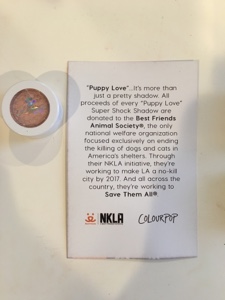 "Puppy Love"...It's more than
just a pretty shadow. All
proceeds of every "Puppy Love"
Super Shock Shadow are
donated to the Best Friends
Animal Society®, the only
national welfare organization
focused exclusively on ending
the killing of dogs and cats in
America's shelters. Through
their NKLA initiative, they're
working to make LA a no-kill
city by 2017. And all across the
country, they're working to
Save Them All®
NKLA
COLOURPOP